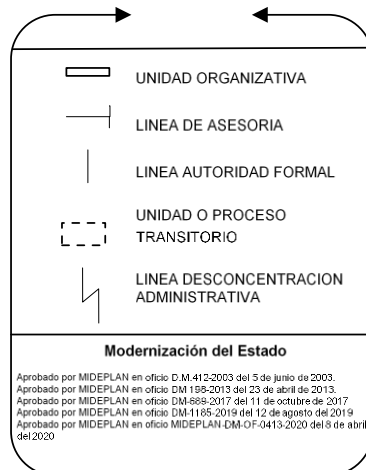 UNIDAD ORGANIZATIVA
LINEA DE ASESORIA
LINEA AUTORIDAD FORMAL
UNIDAD O PROCESO
TRANSITORIO
LINEA DESCONCENTRACION
ADMINISTRATIVA
Modernización del Estado
Aprobado por MIDEPLAN en oficio D.M.412-2003 del 5 de junio de 2003.
Aprobado por MIDEPLAN en oficio DM 198-2013 del 23 de abril de 2013.
Aprobado por MIDEPLAN en oficio DM-669-2017 del 11 de octubre de 2017
Aprobado por MIDEPLAN en oficio DM-1185-2019 del 12 de agosto del 2019
Aprobado por MIDEPLAN en oficio MIDEPLAN-DM-OF-0413-2020 del 8 de abril
del 2020